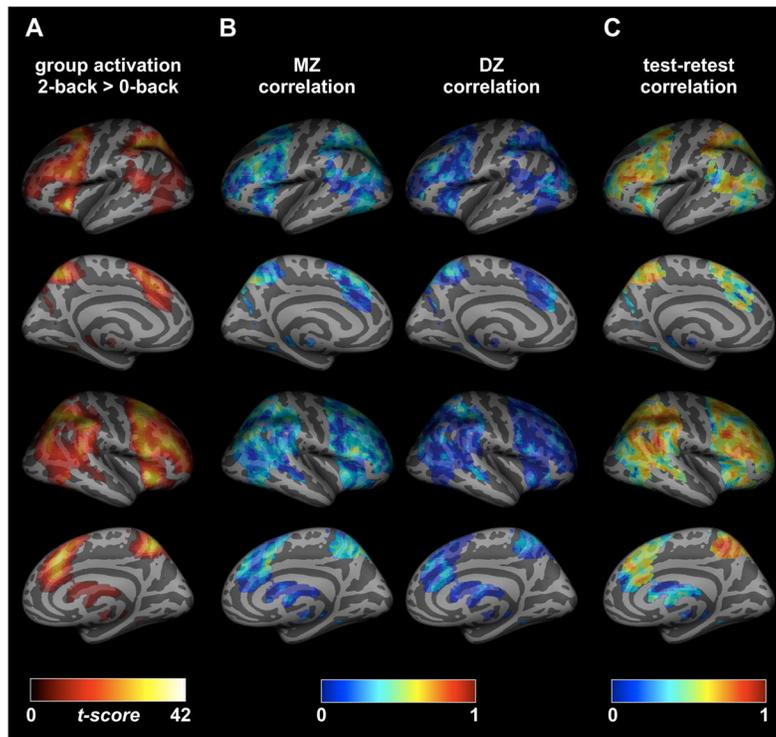 A
B
C
group activation
2-back > 0-back
MZ
correlation
DZ
correlation
test-retest
correlation
0 t-score 42
0 1
0 1